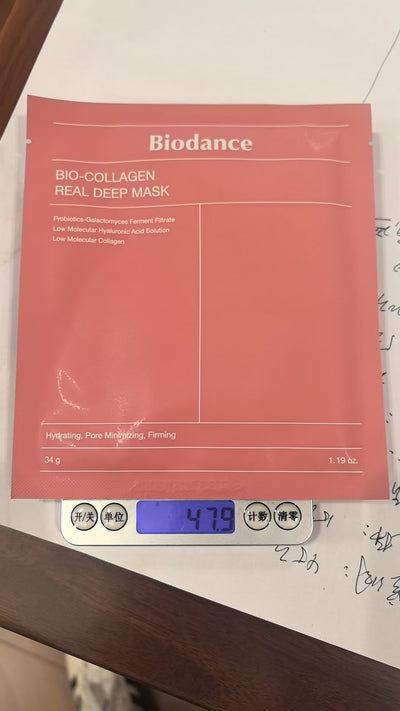 Biodance
BIO-COLLAGEN
REAL DEEP MASK
Probiotics-Galactomyces Ferment Filtrate
Low Molecular Hyaluronic Acid Solution
Low Molecular Collagen
Hydrating, Pore Minimizing, Firming
34 g 1.19 oz.
开/关 单位 47.9 计数 清零